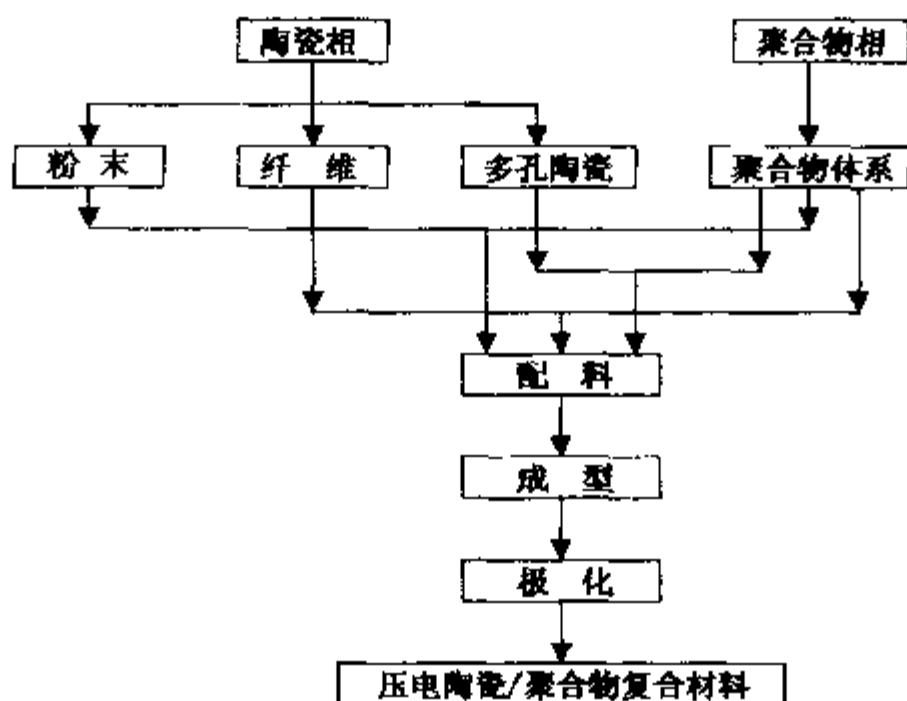 陶瓷相
聚合物相
粉末
纤维
多孔陶瓷
聚合物体系
配料
成型
极化
压电陶瓷/聚合物复合材料